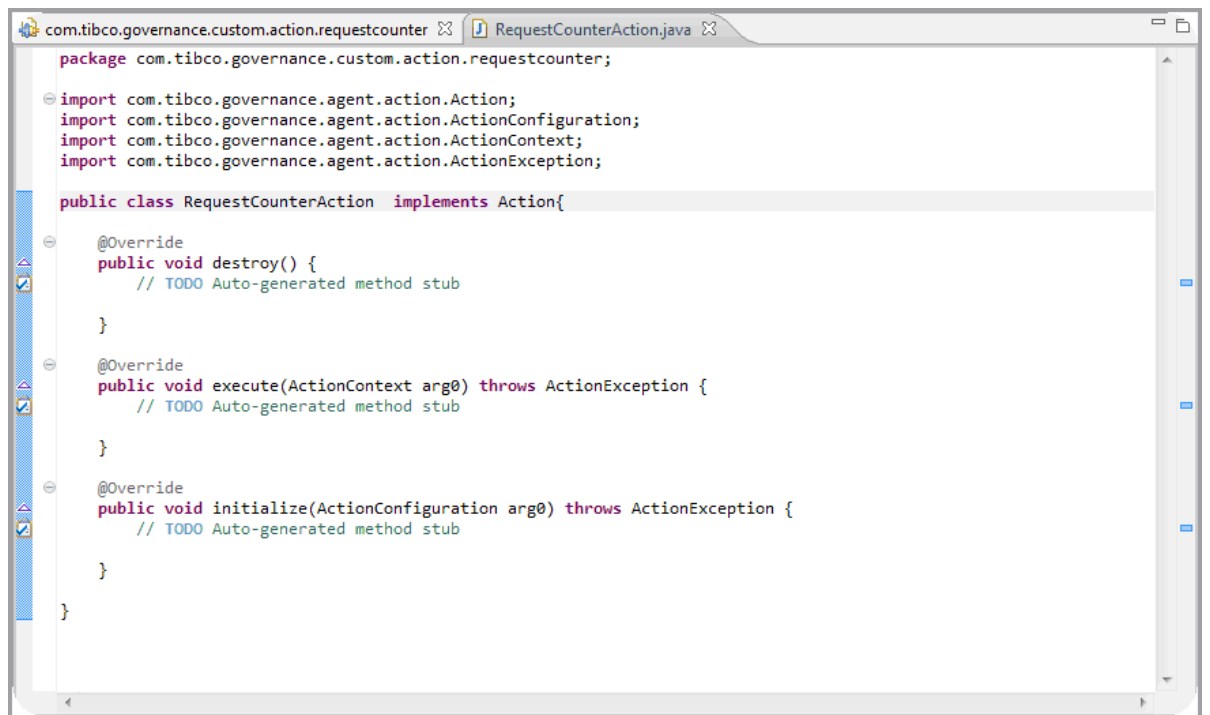 com.tibco.governance.custom.action.requestcounter RequestCounterAction.java
package com.tibco.governance.custom.action.requestcounter;
import com.tibco.governance.agent.action.Action;
import com.tibco.governance.agent.action.ActionConfiguration;
import com.tibco.governance.agent.action.ActionContext;
import com.tibco.governance.agent.action.ActionException;
public class RequestCounterAction  implements Action{
@Override
public void destroy() {
// TODO Auto-generated method stub
}
@Override
public void execute(ActionContext arg0) throws ActionException {
// TODO Auto-generated method stub
}
@Override
public void initialize(ActionConfiguration arg0) throws ActionException {
// TODO Auto-generated method stub
}
}